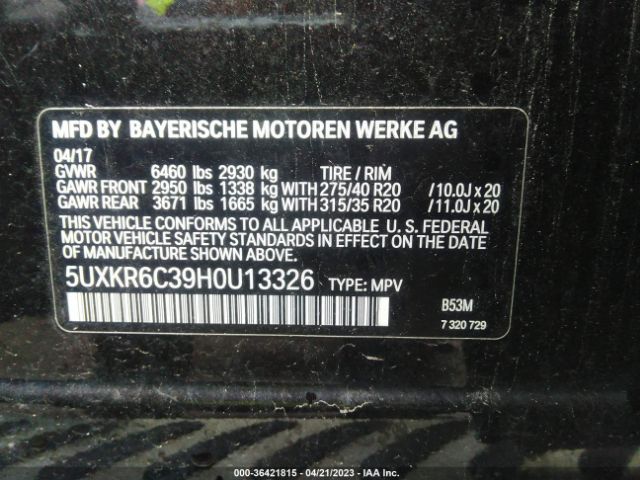 MFD BY BAYERISCHE MOTOREN WERKE AG
04/17
GVWR 6460 lbs 2930 kg TIRE / RIM
GAWR FRONT 2950 lbs 1338 kg WITH 275/40 R20 /10.0J x 20
GAWR REAR 3671 lbs 1665 kg WITH 315/35 R20 /11.0J x 20
THIS VEHICLE CONFORMS TO ALL APPLICABLE U. S. FEDERAL
MOTOR VEHICLE SAFETY STANDARDS IN EFFECT ON THE DATE
OF MANUFACTURE SHOWN ABOVE.
5UXKR6C39H0U13326 TYPE: MPV
B53M
7 320 729
000-36421815 - 04/21/2023 - IAA Inc.